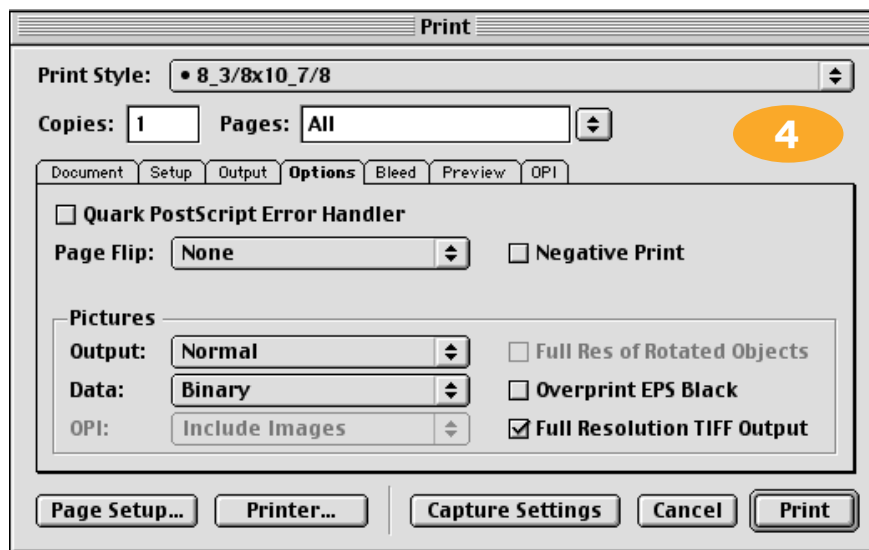 Print
Print Style: • 8_3/8x10_7/8
Copies: 1 Pages: All
4
Document Setup Output Options Bleed Preview OPI
Quark PostScript Error Handler
Page Flip: None Negative Print
Pictures
Output: Normal Full Res of Rotated Objects
Data: Binary Overprint EPS Black
OPI: Include Images Full Resolution TIFF Output
Page Setup... Printer... Capture Settings Cancel Print